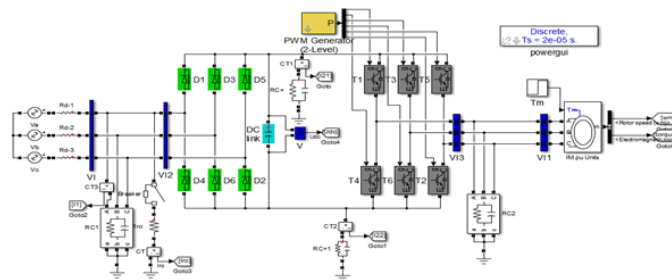 Discrete,
Ts = 2e-05 s.
powergui
P
PWM Generator
(2-Level)
CT1
Goto
RC+
D1
D3
D5
T1
T3
T5
Tm
Tm
A
B
C
IM pu Units
<Rotor speed
<Electromagnetic
Rd-1
Rd-2
Rd-3
Va
Vb
Vc
VI
VI2
DC
link
V
Goto4
VI3
VI1
D4
D6
D2
T4
T6
T2
CT3
Goto2
Breaker
RC1
A
B
C
CT
Iro
Goto3
CT2
Goto1
RC+1
A
B
C
RC2